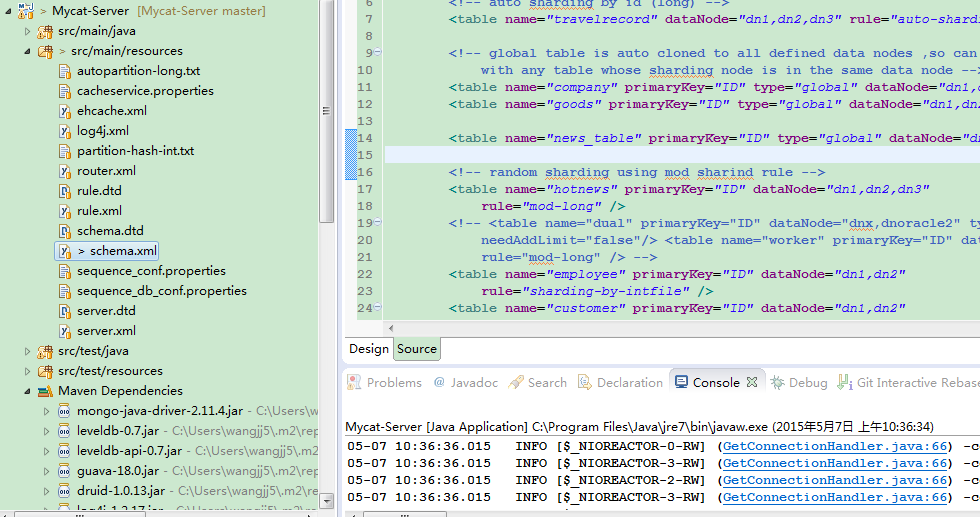 > Mycat-Server [Mycat-Server master]
src/main/java
> src/main/resources
autopartition-long.txt
cacheservice.properties
ehcache.xml
log4j.xml
partition-hash-int.txt
router.xml
rule.dtd
rule.xml
schema.dtd
> schema.xml
sequence_conf.properties
sequence_db_conf.properties
server.dtd
server.xml
src/test/java
src/test/resources
Maven Dependencies
mongo-java-driver-2.11.4.jar - C:\Users\w
leveldb-0.7.jar - C:\Users\wangjj5\.m2\rep
leveldb-api-0.7.jar - C:\Users\wangjj5\.m2
guava-18.0.jar - C:\Users\wangjj5\.m2\rep
druid-1.0.13.jar - C:\Users\wangjj5\.m2\re
log4j-1.2.17.jar - C:\Users\wangjj5\.m2\re
6 <!-- auto sharding by id (long) -->
7 <table name="travelrecord" dataNode="dn1,dn2,dn3" rule="auto-shard
8
9 <!-- global table is auto cloned to all defined data nodes ,so can
10 with any table whose sharding node is in the same data node -->
11 <table name="company" primaryKey="ID" type="global" dataNode="dn1,d
12 <table name="goods" primaryKey="ID" type="global" dataNode="dn1,dn
13
14 <table name="news_table" primaryKey="ID" type="global" dataNode="dn
15
16 <!-- random sharding using mod sharind rule -->
17 <table name="hotnews" primaryKey="ID" dataNode="dn1,dn2,dn3"
18 rule="mod-long" />
19 <!-- <table name="dual" primaryKey="ID" dataNode="dnx,dnoracle2" ty
20 needAddLimit="false"/> <table name="worker" primaryKey="ID" dat
21 rule="mod-long" /> -->
22 <table name="employee" primaryKey="ID" dataNode="dn1,dn2"
23 rule="sharding-by-intfile" />
24 <table name="customer" primaryKey="ID" dataNode="dn1,dn2"
Design Source
Problems @ Javadoc Search Declaration Console Debug Git Interactive Rebase
Mycat-Server [Java Application] C:\Program Files\Java\jre7\bin\javaw.exe (2015年5月7日 上午10:36:34)
05-07 10:36:36.015 INFO [$_NIOREACTOR-0-RW] (GetConnectionHandler.java:66) -c
05-07 10:36:36.015 INFO [$_NIOREACTOR-3-RW] (GetConnectionHandler.java:66) -c
05-07 10:36:36.015 INFO [$_NIOREACTOR-2-RW] (GetConnectionHandler.java:66) -c
05-07 10:36:36.015 INFO [$_NIOREACTOR-3-RW] (GetConnectionHandler.java:66) -c